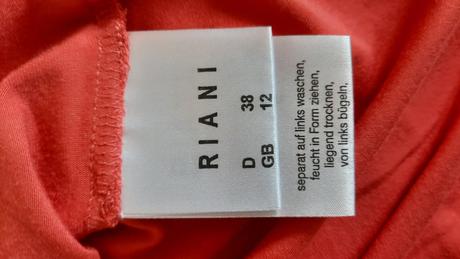 RIANI
D 38
GB 12
separat auf links waschen,
feucht in Form ziehen,
liegend trocknen,
von links bügeln,